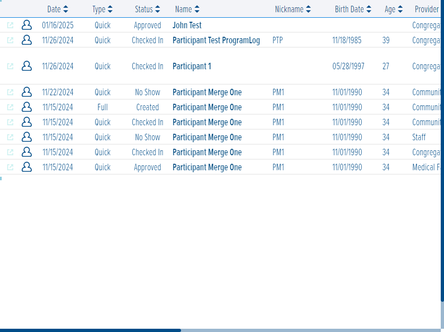 Date Type Status Name Nickname Birth Date Age Provider
01/16/2025 Quick Approved John Test Congrega
11/26/2024 Quick Checked In Participant Test ProgramLog PTP 11/18/1985 39 Congrega
11/26/2024 Quick Checked In Participant 1 05/28/1997 27 Congrega
11/22/2024 Quick No Show Participant Merge One PM1 11/01/1990 34 Communit
11/15/2024 Full Created Participant Merge One PM1 11/01/1990 34 Communit
11/15/2024 Quick Checked In Participant Merge One PM1 11/01/1990 34 Communit
11/15/2024 Quick No Show Participant Merge One PM1 11/01/1990 34 Staff
11/15/2024 Quick Checked In Participant Merge One PM1 11/01/1990 34 Congrega
11/15/2024 Quick Approved Participant Merge One PM1 11/01/1990 34 Medical F